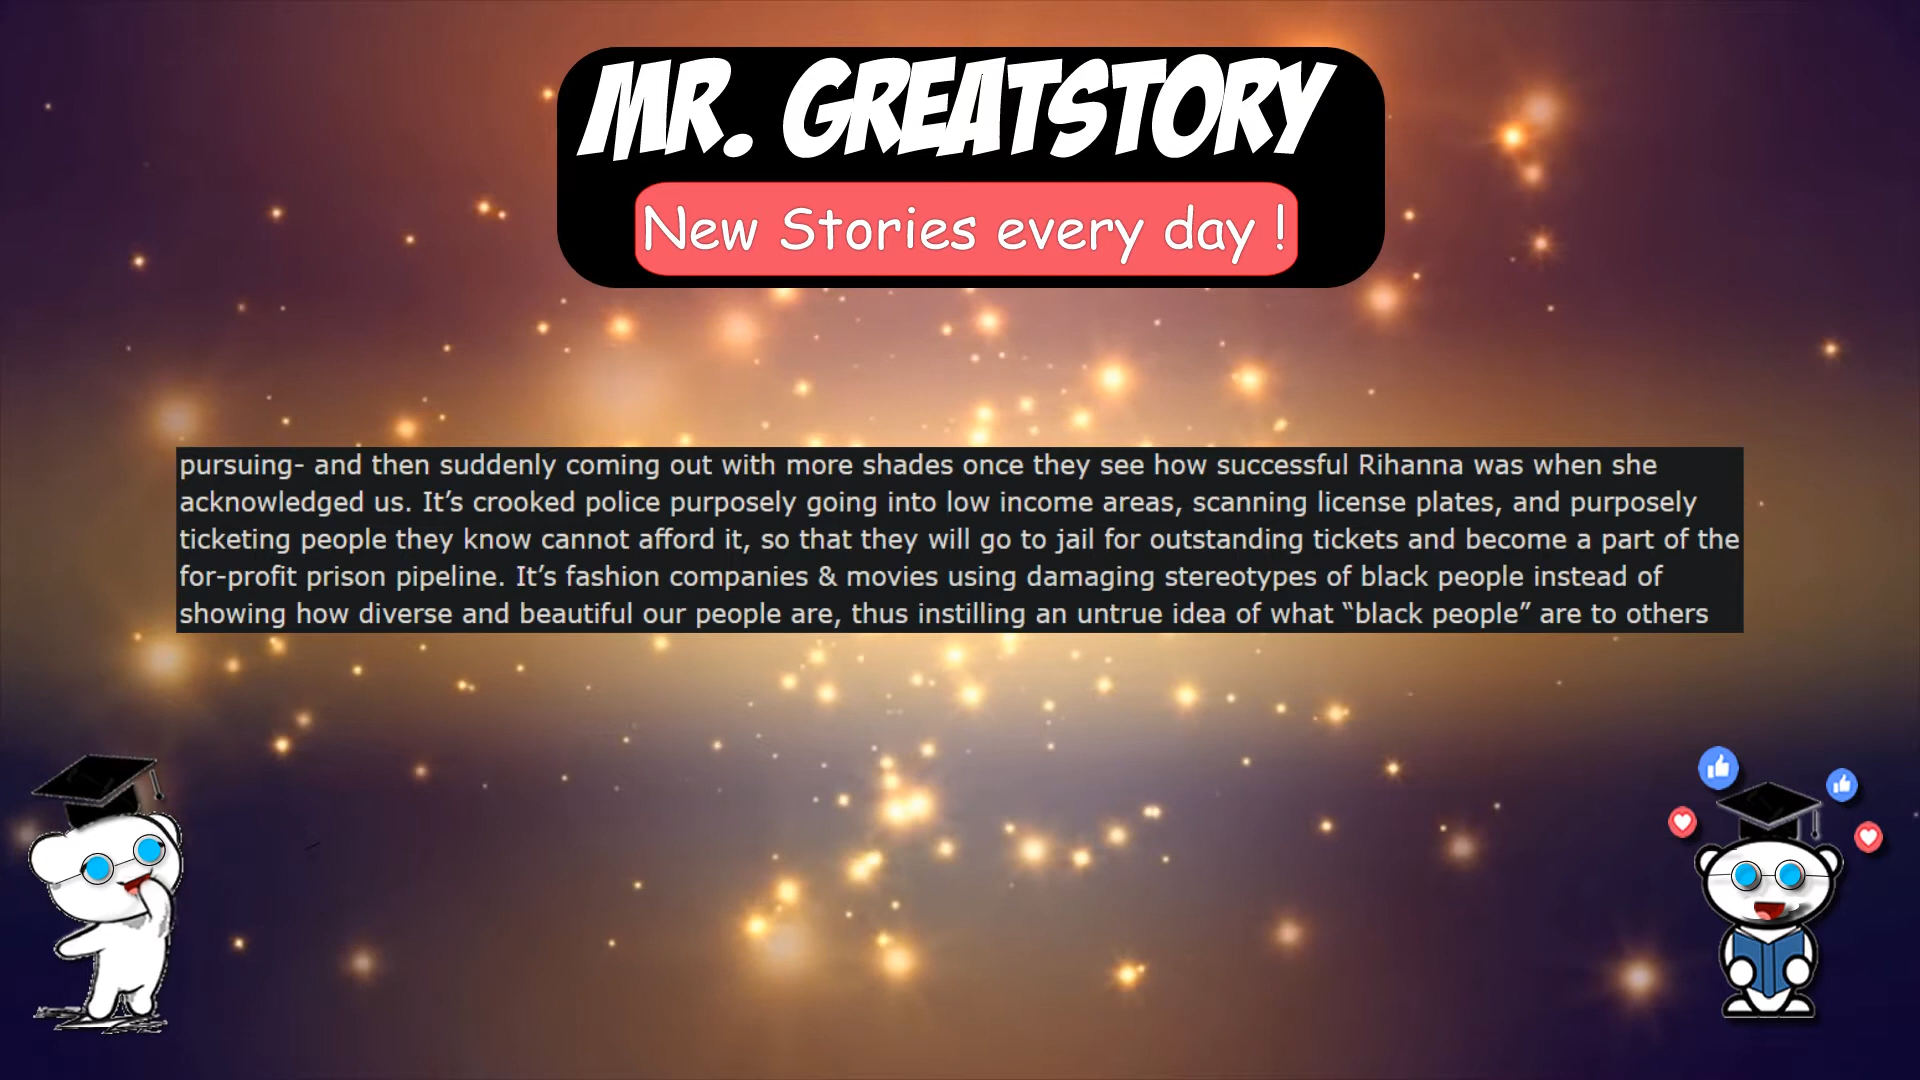 MR. GREATSTORY
New Stories every day !
pursuing- and then suddenly coming out with more shades once they see how successful Rihanna was when she
acknowledged us. It’s crooked police purposely going into low income areas, scanning license plates, and purposely
ticketing people they know cannot afford it, so that they will go to jail for outstanding tickets and become a part of the
for-profit prison pipeline. It’s fashion companies & movies using damaging stereotypes of black people instead of
showing how diverse and beautiful our people are, thus instilling an untrue idea of what “black people” are to others